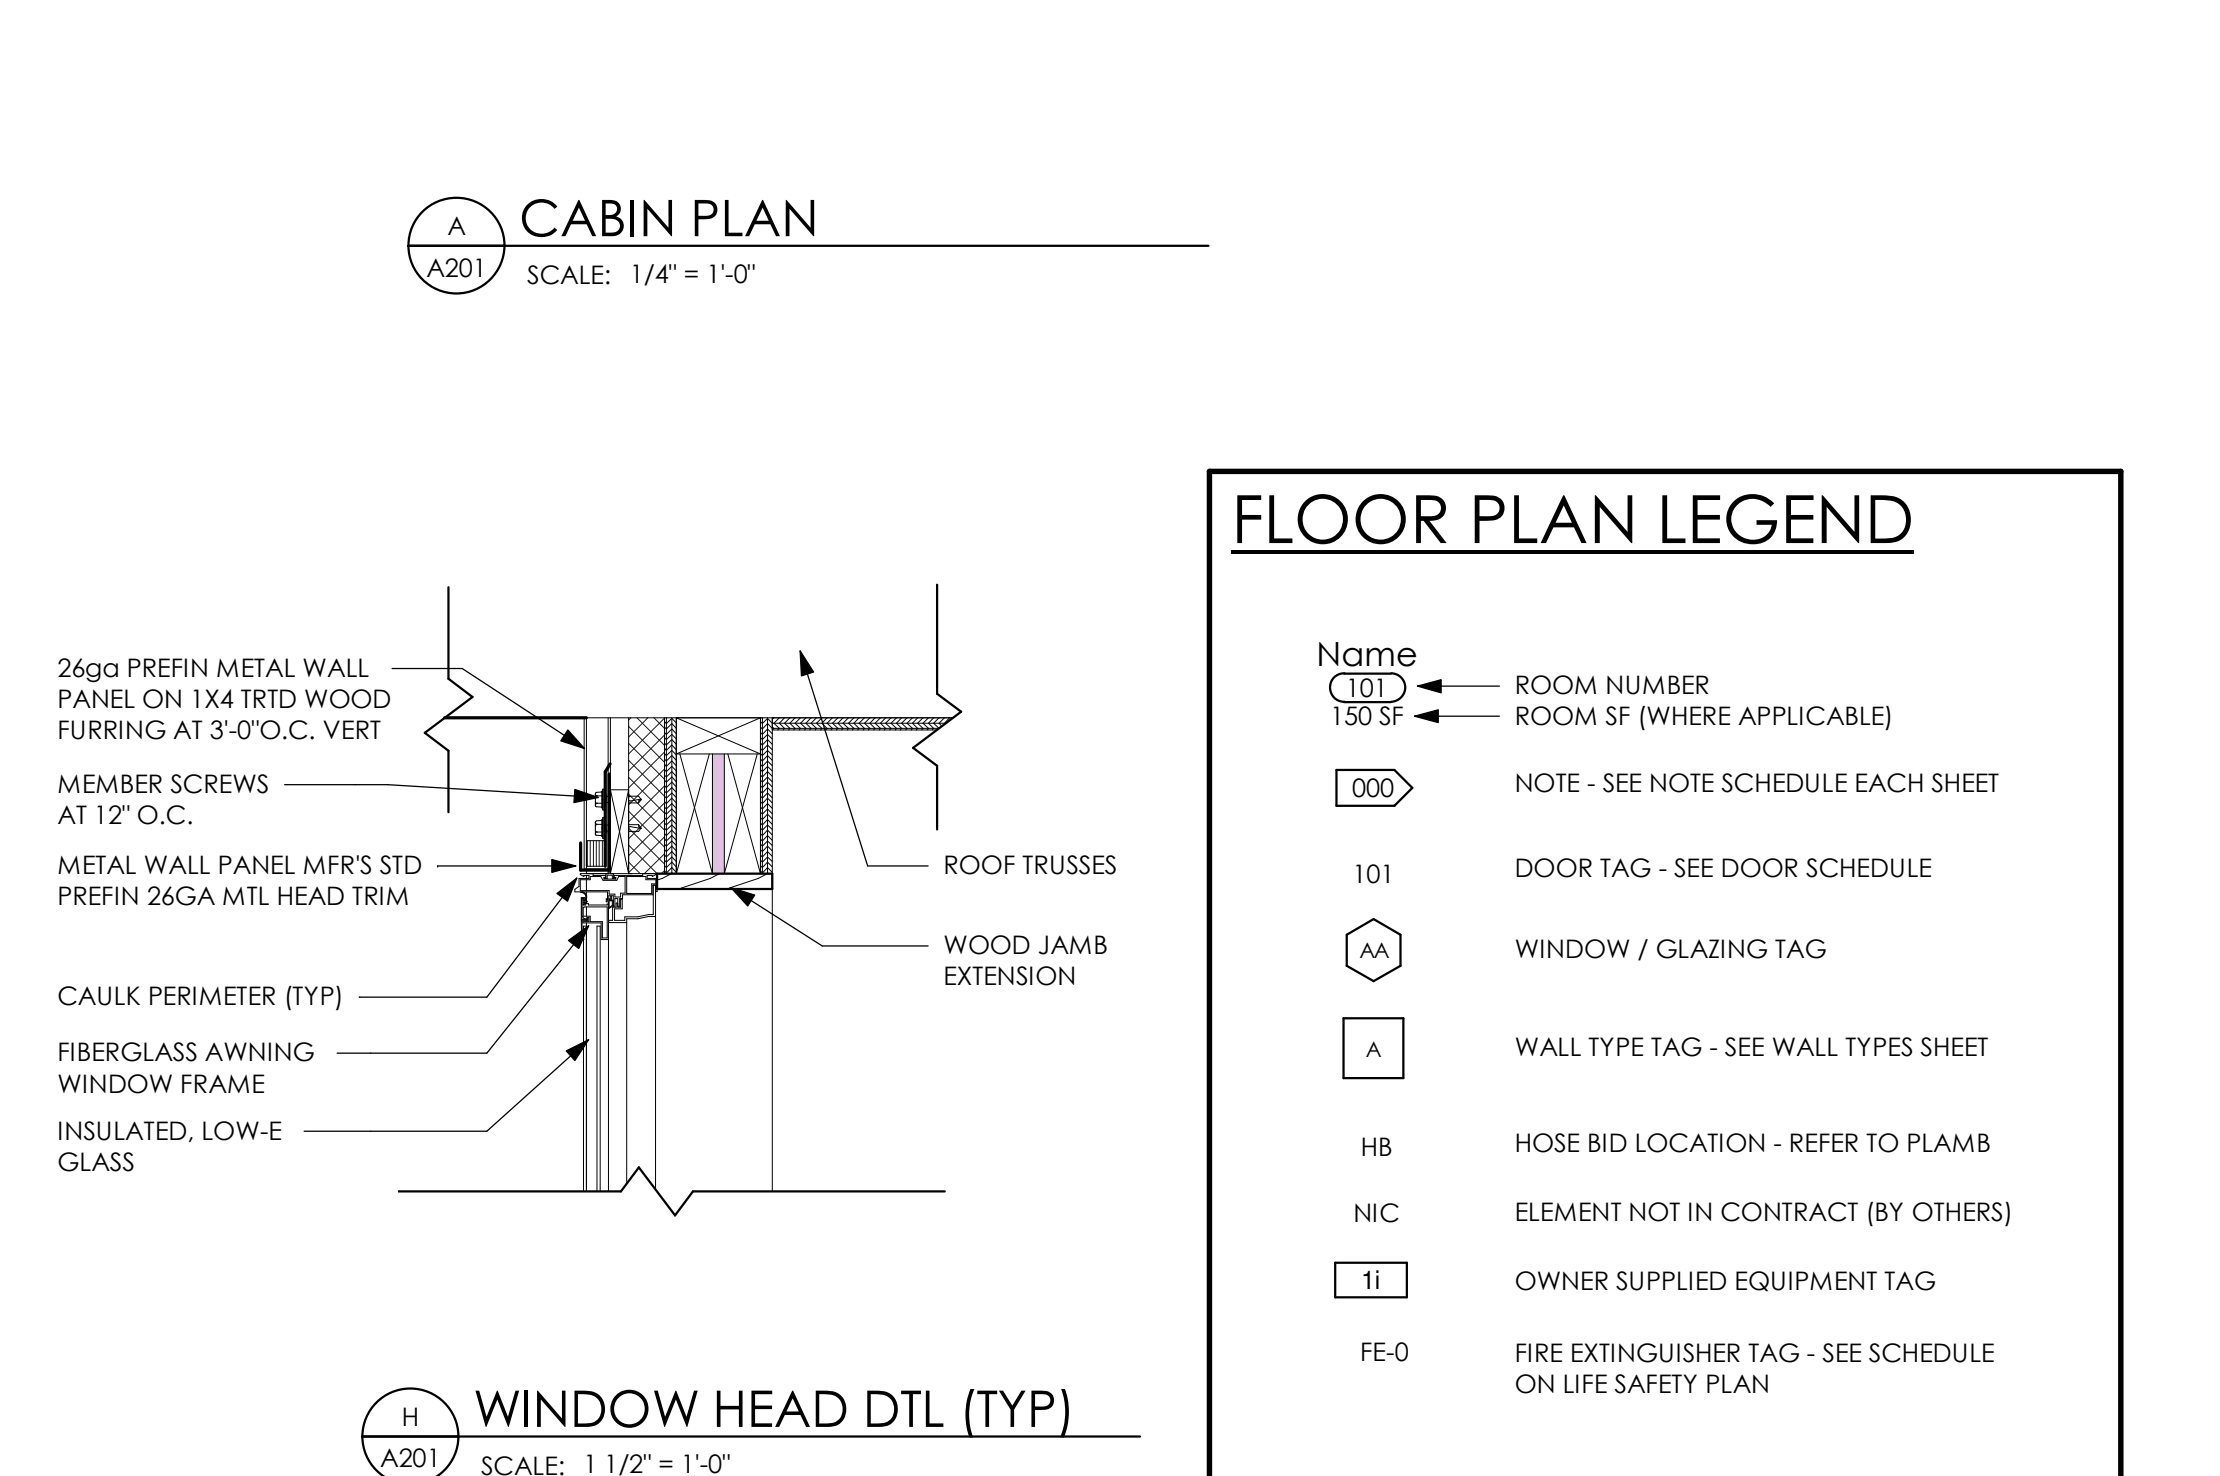 A
A201
CABIN PLAN
SCALE: 1/4" = 1'-0"
26ga PREFIN METAL WALL
PANEL ON 1X4 TRTD WOOD
FURRING AT 3'-0"O.C. VERT
MEMBER SCREWS
AT 12" O.C.
METAL WALL PANEL MFR'S STD
PREFIN 26GA MTL HEAD TRIM
CAULK PERIMETER (TYP)
FIBERGLASS AWNING
WINDOW FRAME
INSULATED, LOW-E
GLASS
ROOF TRUSSES
WOOD JAMB
EXTENSION
H
A201
WINDOW HEAD DTL (TYP)
SCALE: 1 1/2" = 1'-0"
FLOOR PLAN LEGEND
Name
101 ROOM NUMBER
150 SF ROOM SF (WHERE APPLICABLE)
000 NOTE - SEE NOTE SCHEDULE EACH SHEET
101 DOOR TAG - SEE DOOR SCHEDULE
AA WINDOW / GLAZING TAG
A WALL TYPE TAG - SEE WALL TYPES SHEET
HB HOSE BID LOCATION - REFER TO PLAMB
NIC ELEMENT NOT IN CONTRACT (BY OTHERS)
1i OWNER SUPPLIED EQUIPMENT TAG
FE-0 FIRE EXTINGUISHER TAG - SEE SCHEDULE
ON LIFE SAFETY PLAN